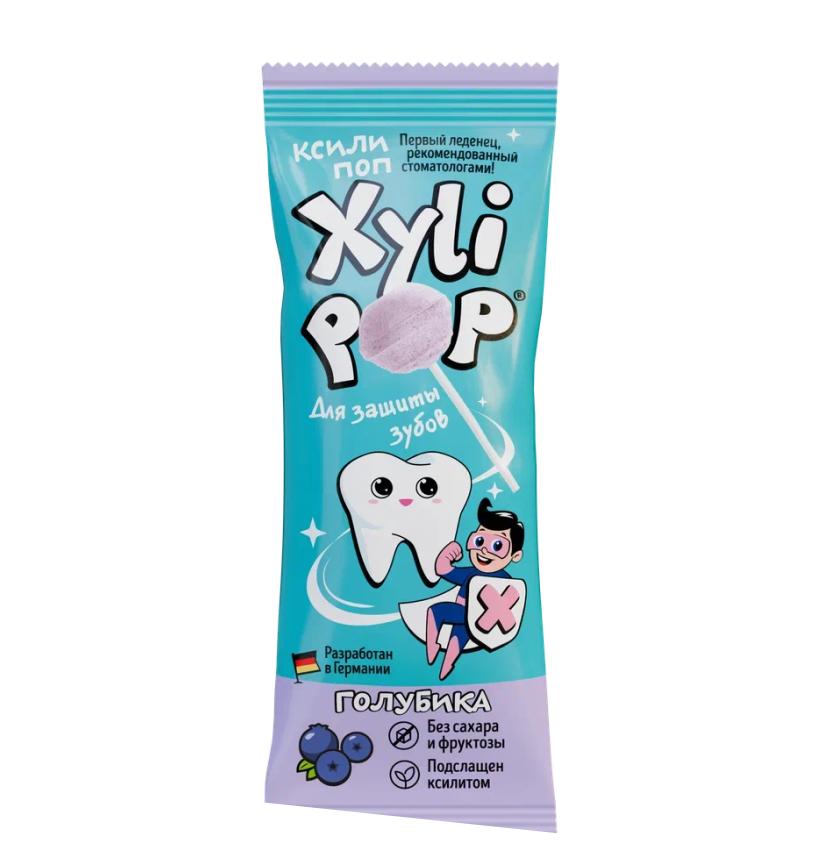 КСИЛИ
ПОП
Первый леденец,
рекомендованный
стоматологами!
Xyli
POP®
Для защиты
зубов
X
Разработан
в Германии
ГОЛУБИКА
Без сахара
и фруктозы
Подслащен
ксилитом